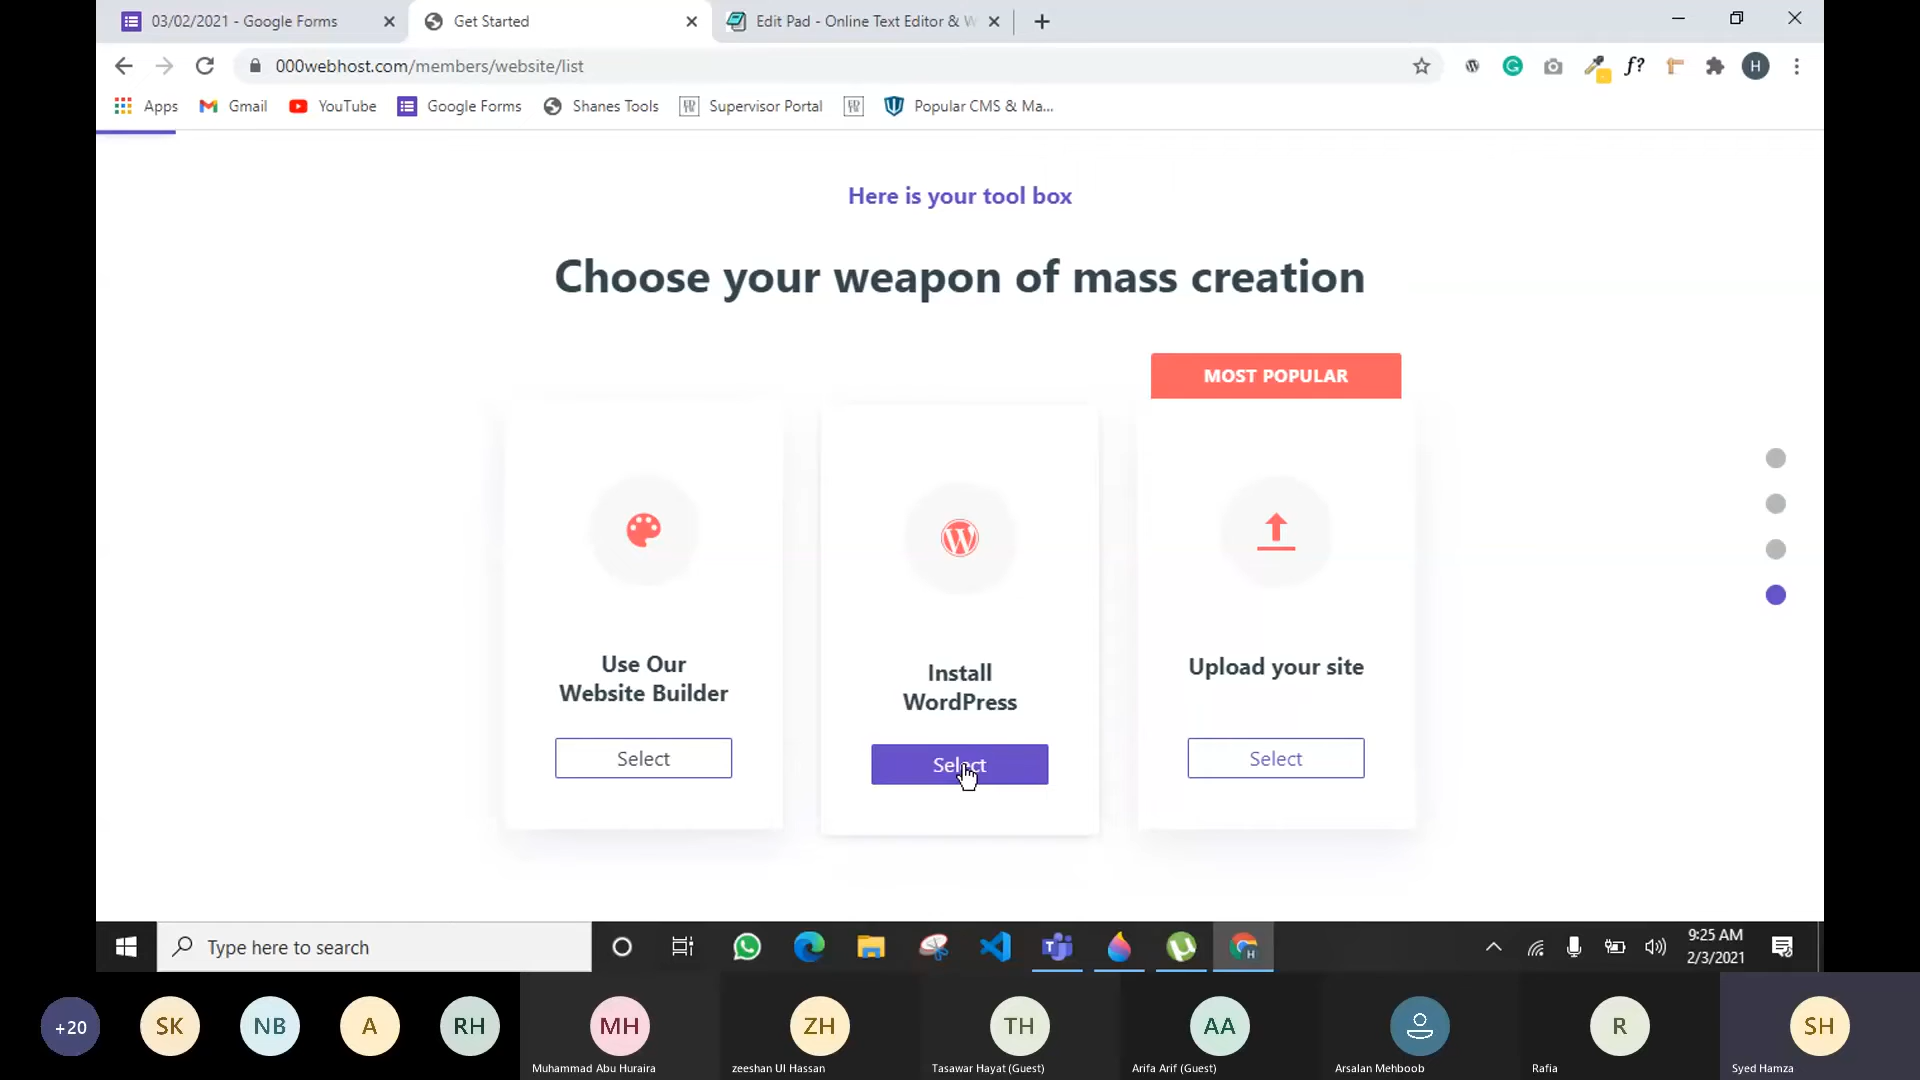 03/02/2021 - Google Forms
Get Started
Edit Pad - Online Text Editor & W
000webhost.com/members/website/list
f?
H
Apps
Gmail
YouTube
Google Forms
Shanes Tools
Supervisor Portal
Popular CMS & Ma...
Here is your tool box
Choose your weapon of mass creation
MOST POPULAR
Use Our
Website Builder
Install
WordPress
Upload your site
Select
Select
Select
Type here to search
9:25 AM
2/3/2021
+20
SK
NB
A
RH
MH
ZH
TH
AA
R
SH
Muhammad Abu Huraira
zeeshan Ul Hassan
Tasawar Hayat (Guest)
Arifa Arif (Guest)
Arsalan Mehboob
Rafia
Syed Hamza